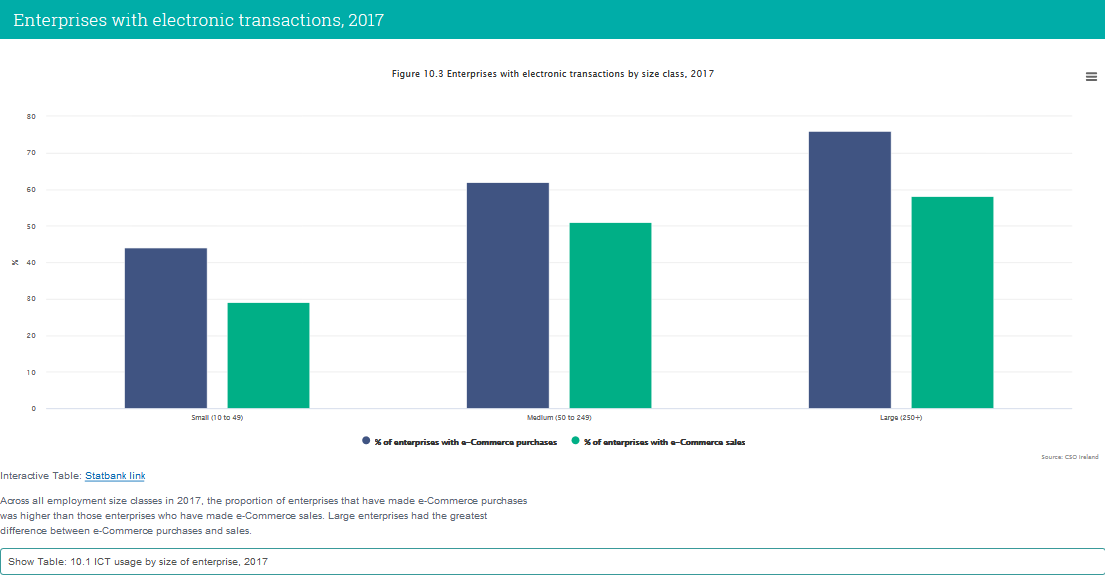 Enterprises with electronic transactions, 2017
Figure 10.3 Enterprises with electronic transactions by size class, 2017
80
70
60
50
40
30
20
10
0
%
Small (10 to 49)
Medium (50 to 249)
Large (250+)
% of enterprises with e-Commerce purchases
% of enterprises with e-Commerce sales
Source: CSO Ireland
Interactive Table: Statbank link
Across all employment size classes in 2017, the proportion of enterprises that have made e-Commerce purchases
was higher than those enterprises who have made e-Commerce sales. Large enterprises had the greatest
difference between e-Commerce purchases and sales.
Show Table: 10.1 ICT usage by size of enterprise, 2017